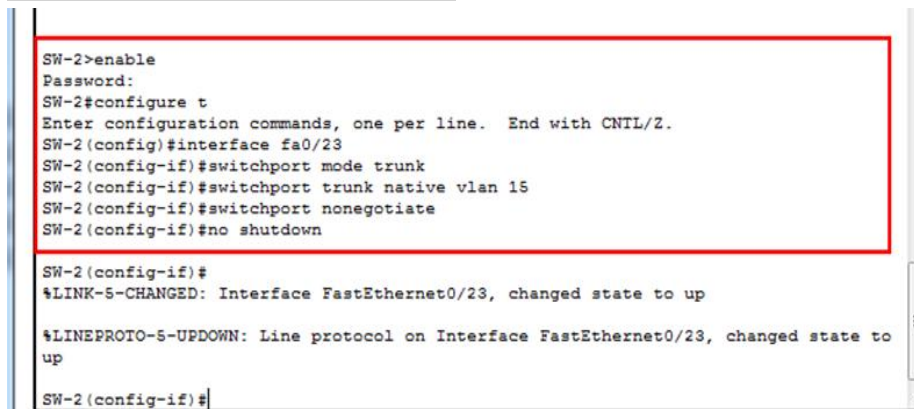 SW-2>enable
Password:
SW-2#configure t
Enter configuration commands, one per line.  End with CNTL/Z.
SW-2(config)#interface fa0/23
SW-2(config-if)#switchport mode trunk
SW-2(config-if)#switchport trunk native vlan 15
SW-2(config-if)#switchport nonegotiate
SW-2(config-if)#no shutdown
SW-2(config-if)#
%LINK-5-CHANGED: Interface FastEthernet0/23, changed state to up
%LINEPROTO-5-UPDOWN: Line protocol on Interface FastEthernet0/23, changed state to
up
SW-2(config-if)#